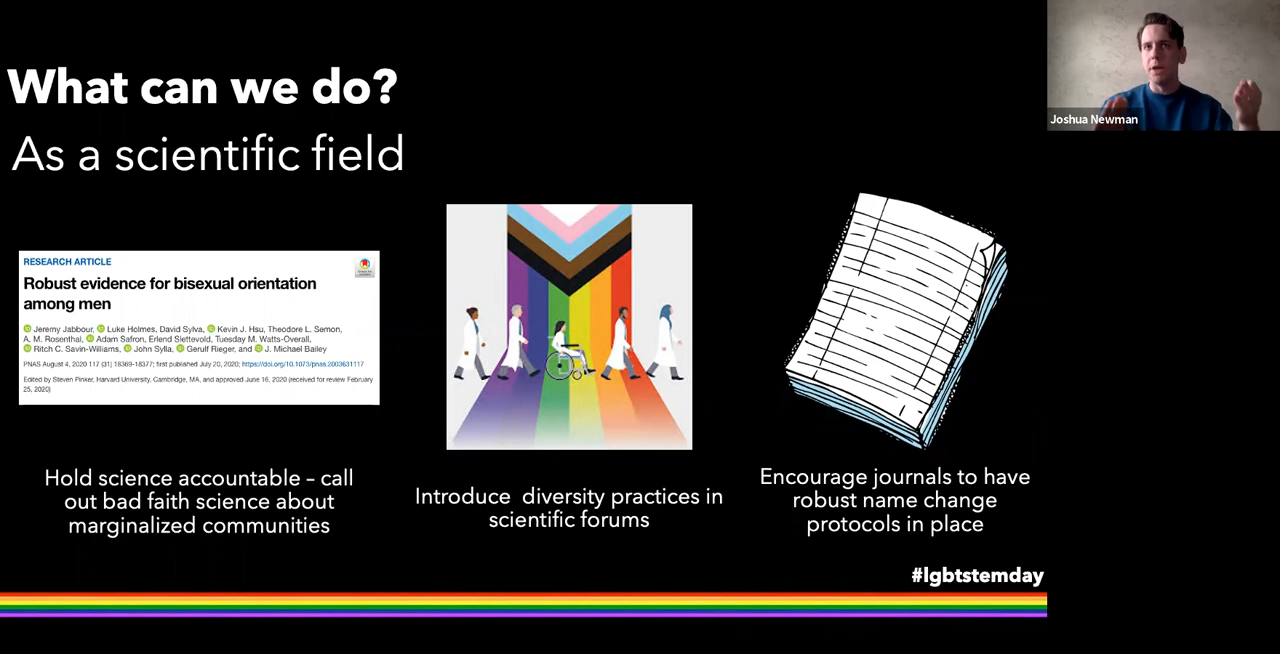 What can we do?
As a scientific field
Joshua Newman
RESEARCH ARTICLE
Robust evidence for bisexual orientation
among men
Jeremy Jabbour, Luke Holmes, David Sylva, Kevin J. Hsu, Theodore L. Semon,
A. M. Rosenthal, Adam Safron, Erlend Slettevold, Tuesday M. Watts-Overall,
Ritch C. Savin-Williams, John Sylla, Gerulf Rieger, and J. Michael Bailey
PNAS August 4, 2020 117 (31) 18369-18377; first published July 20, 2020; https://doi.org/10.1073/pnas.2003631117
Edited by Steven Pinker, Harvard University, Cambridge, MA, and approved June 16, 2020 (received for review February
25, 2020)
Hold science accountable – call
out bad faith science about
marginalized communities
Introduce diversity practices in
scientific forums
Encourage journals to have
robust name change
protocols in place
#lgbtstemday